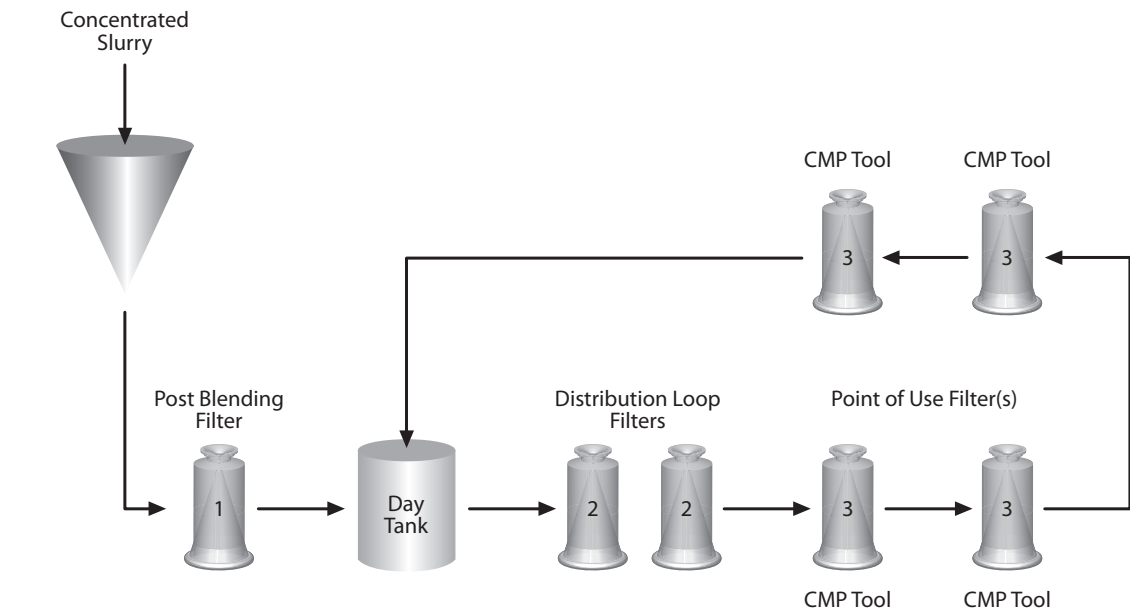 Concentrated
Slurry
CMP Tool
CMP Tool
3
3
Post Blending
Filter
Distribution Loop
Filters
Point of Use Filter(s)
1
Day
Tank
2
2
3
3
CMP Tool
CMP Tool